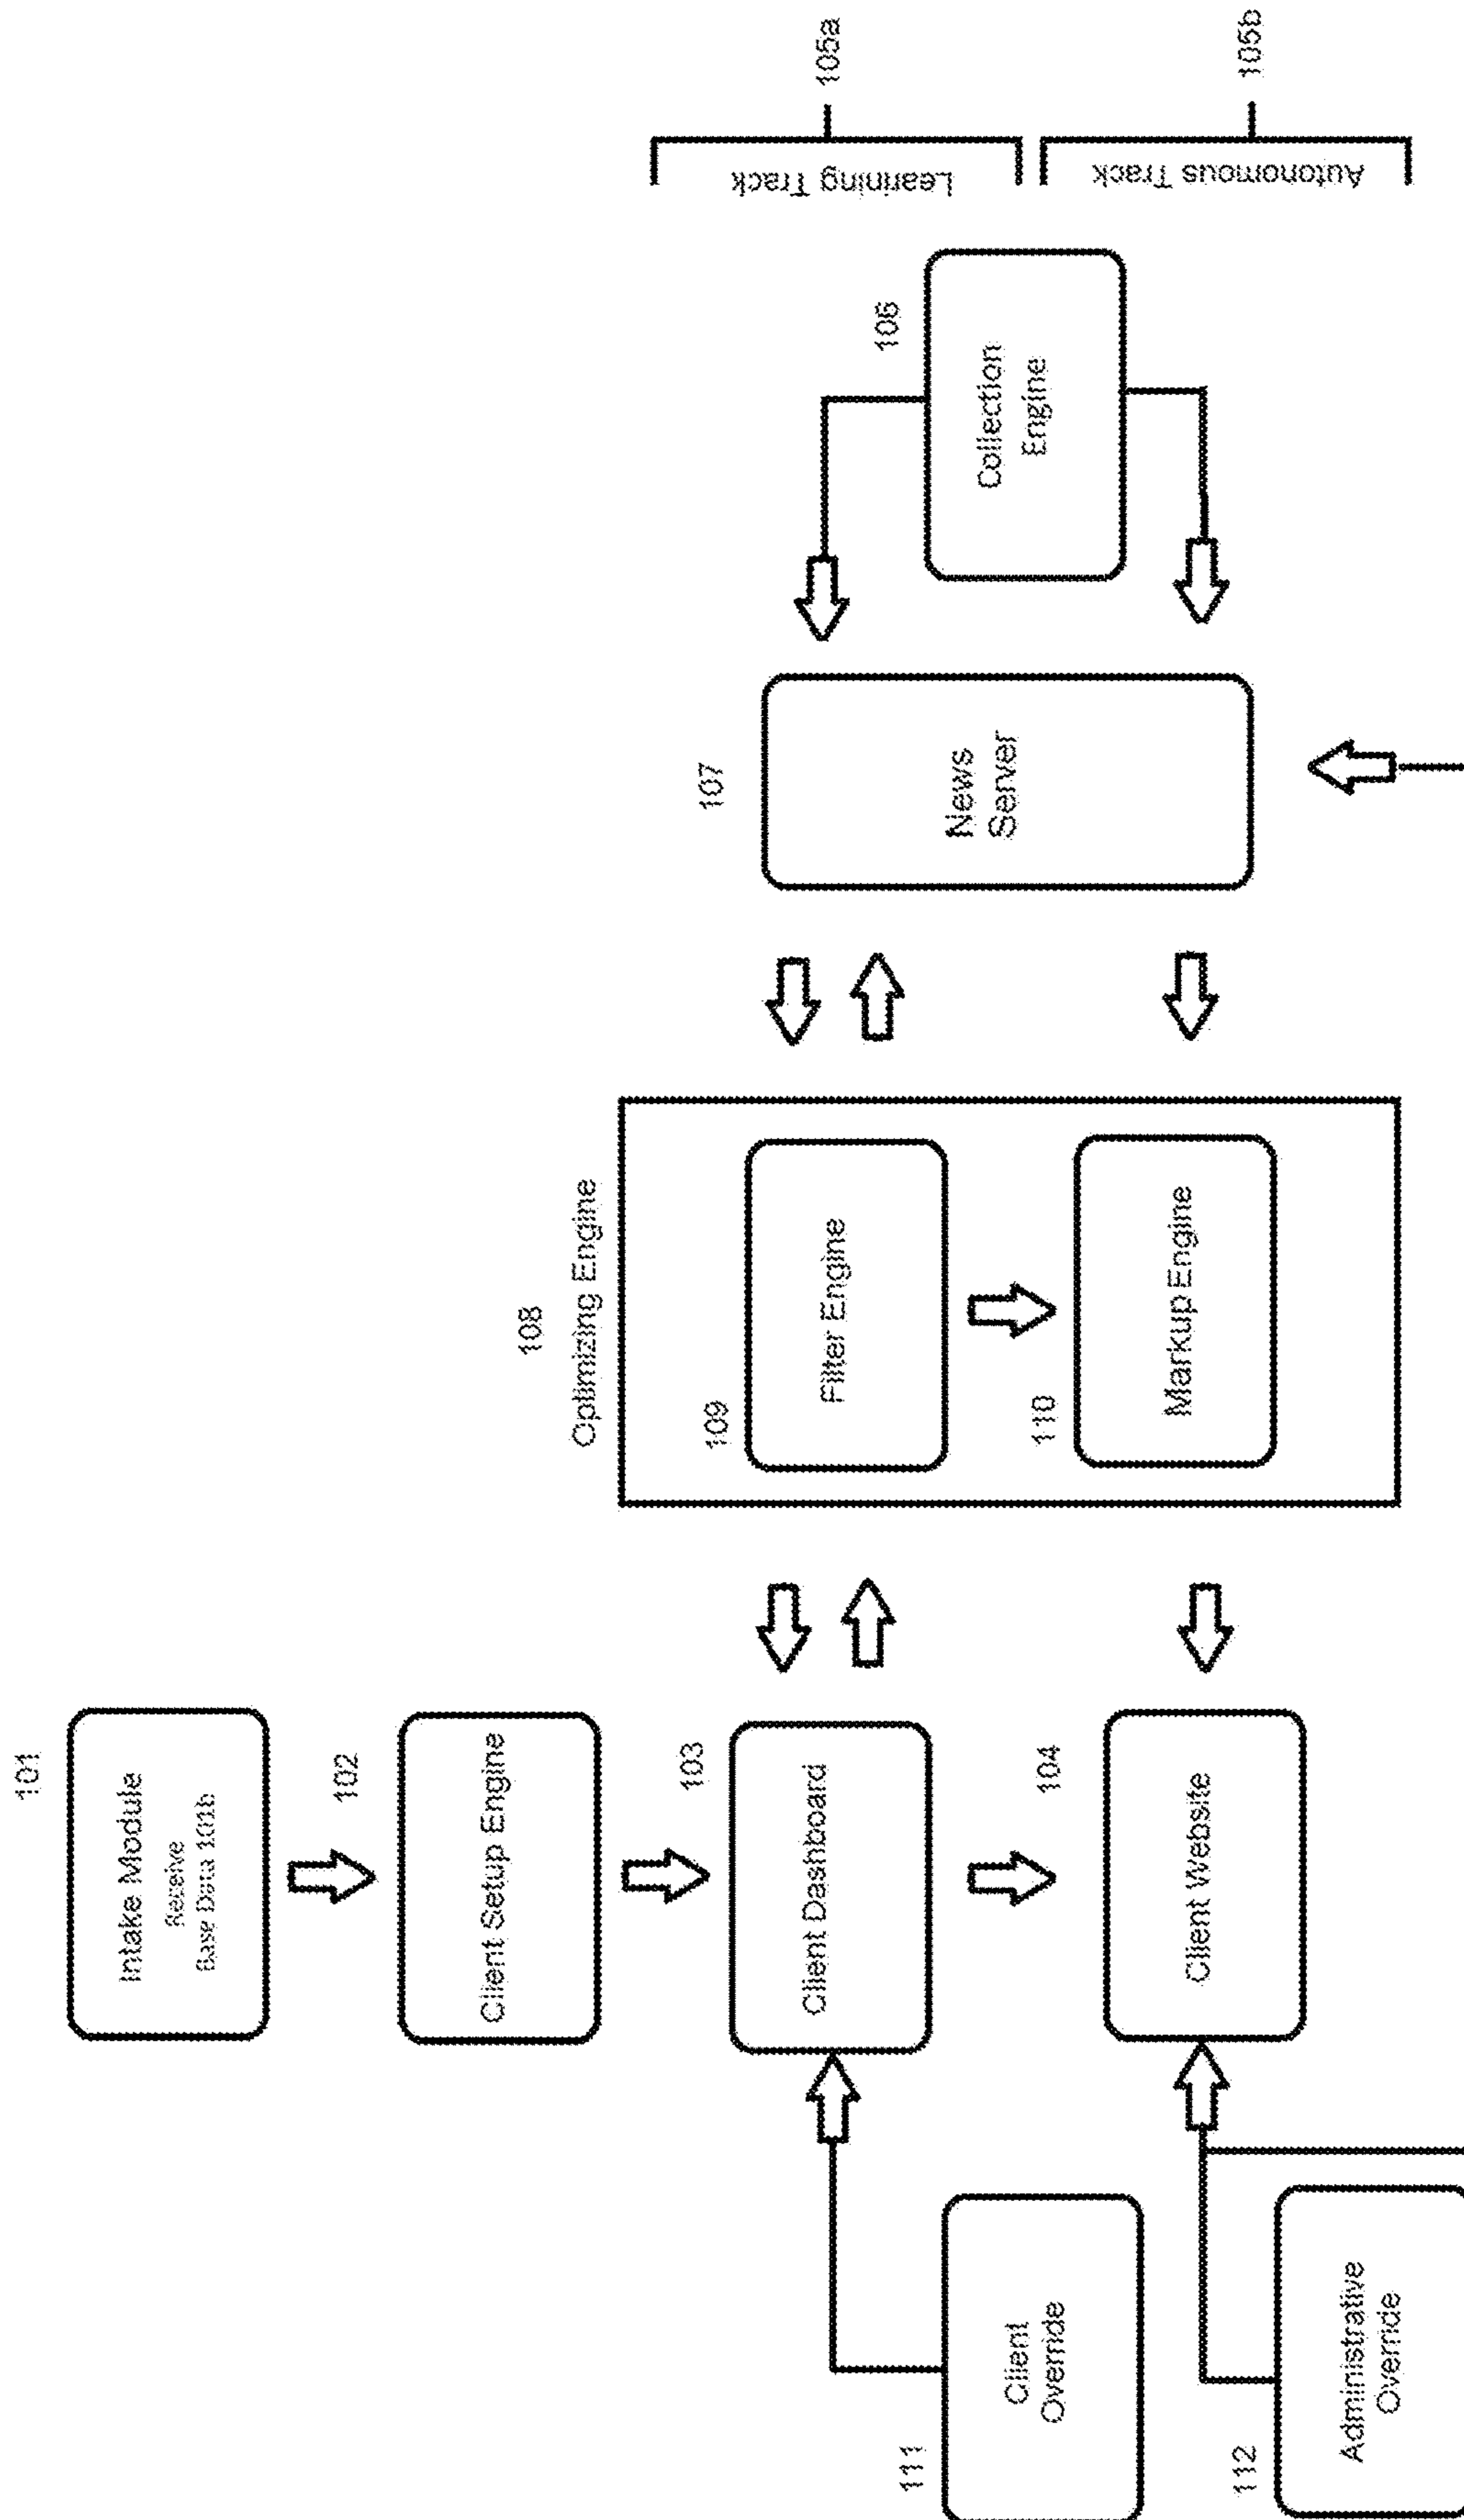 101
Intake Module
Receive
Base Data 101b
102
Client Setup Engine
103
Client Dashboard
104
Client Website
111
Client
Override
112
Administrative
Override
108
Optimizing Engine
109
Filter Engine
110
Markup Engine
107
News
Server
106
Collection
Engine
Learining Track
105a
Autonomous Track
105b